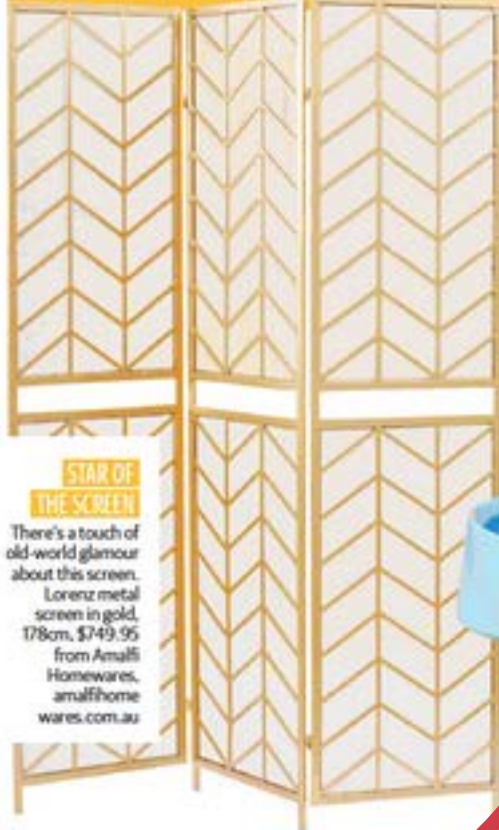 STAR OF
THE SCREEN
There's a touch of
old-world glamour
about this screen.
Lorenz metal
screen in gold,
178cm, $749.95
from Amalfi
Homewares,
amalfihome
wares.com.au